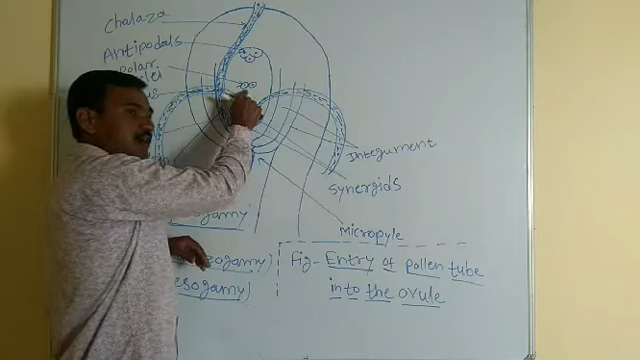 Chalaza
Antipodals
Polar
Integument
Synergids
Micropyle
Fig- Entry of pollen tube
into the ovule